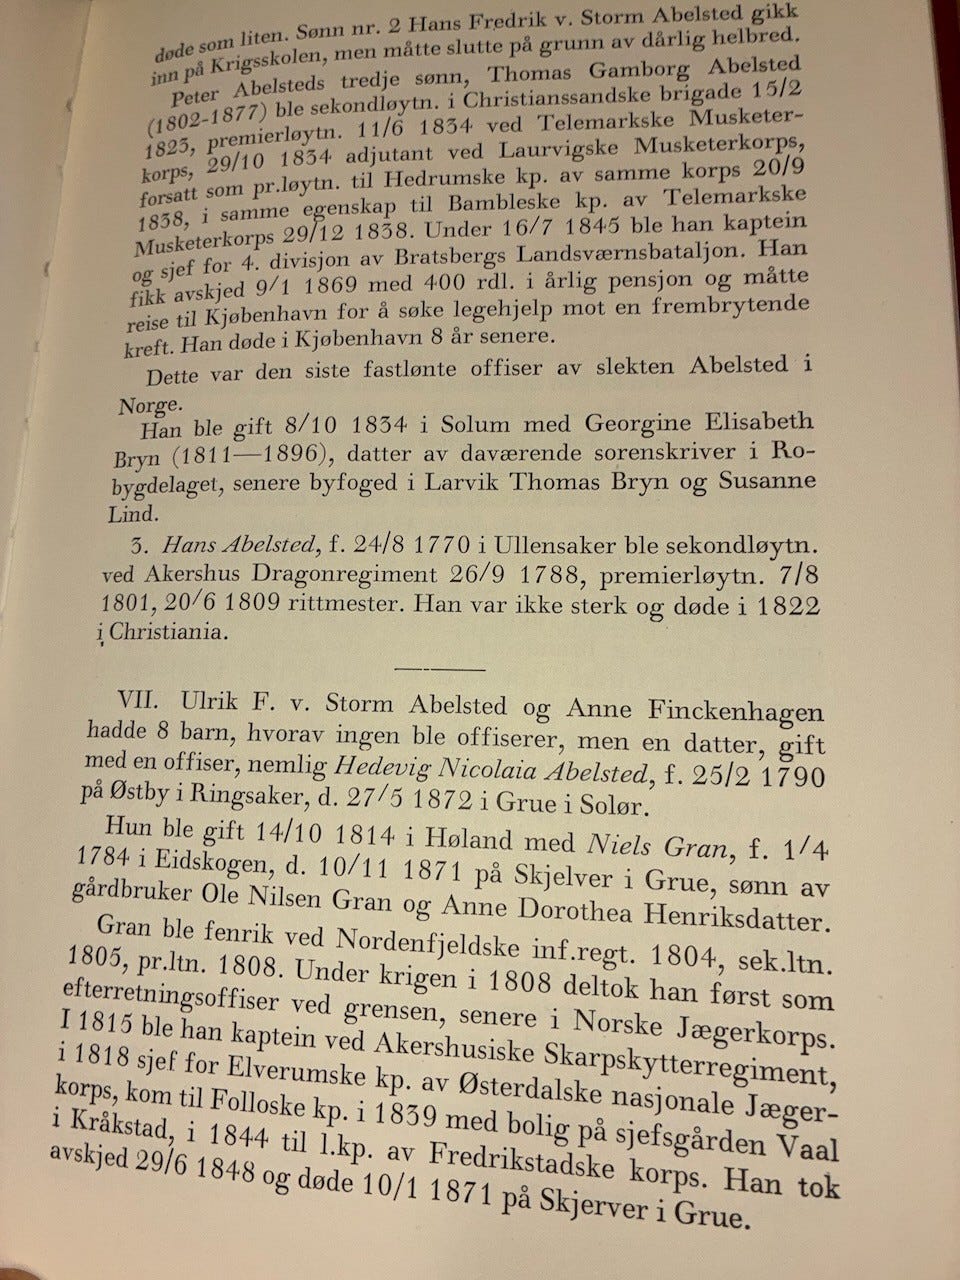 døde som liten. Sønn nr. 2 Hans Fredrik v. Storm Abelsted gikk
inn på Krigsskolen, men måtte slutte på grunn av dårlig helbred.
Peter Abelsteds tredje sønn, Thomas Gamborg Abelsted
(1802-1877) ble sekondløytn. i Christianssandske brigade 15/2
1823, premierløytn. 11/6 1834 ved Telemarkske Musketer-
korps, 29/10 1834 adjutant ved Laurvigske Musketerkorps,
forsatt som pr.løytn. til Hedrumske kp. av samme korps 20/9
1838, i samme egenskap til Bambleske kp. av Telemarkske
Musketerkorps 29/12 1838. Under 16/7 1845 ble han kaptein
og sjef for 4. divisjon av Bratsbergs Landsværnsbataljon. Han
fikk avskjed 9/1 1869 med 400 rdl. i årlig pensjon og måtte
reise til Kjøbenhavn for å søke legehjelp mot en frembrytende
kreft. Han døde i Kjøbenhavn 8 år senere.
Dette var den siste fastlønte offiser av slekten Abelsted i
Norge.
Han ble gift 8/10 1834 i Solum med Georgine Elisabeth
Bryn (1811—1896), datter av daværende sorenskriver i Ro-
bygdelaget, senere byfoged i Larvik Thomas Bryn og Susanne
Lind.
3. Hans Abelsted, f. 24/8 1770 i Ullensaker ble sekondløytn.
ved Akershus Dragonregiment 26/9 1788, premierløytn. 7/8
1801, 20/6 1809 rittmester. Han var ikke sterk og døde i 1822
i Christiania.
VII. Ulrik F. v. Storm Abelsted og Anne Finckenhagen
hadde 8 barn, hvorav ingen ble offiserer, men en datter, gift
med en offiser, nemlig Hedevig Nicolaia Abelsted, f. 25/2 1790
på Østby i Ringsaker, d. 27/5 1872 i Grue i Solør.
Hun ble gift 14/10 1814 i Høland med Niels Gran, f. 1/4
1784 i Eidskogen, d. 10/11 1871 på Skjelver i Grue, sønn av
gårdbruker Ole Nilsen Gran og Anne Dorothea Henriksdatter.
Gran ble fenrik ved Nordenfjeldske inf.regt. 1804, sek.ltn.
1805, pr.ltn. 1808. Under krigen i 1808 deltok han først som
efterretningsoffiser ved grensen, senere i Norske Jægerkorps.
I 1815 ble han kaptein ved Akershusiske Skarpskytterregiment,
i 1818 sjef for Elverumske kp. av Østerdalske nasjonale Jæger-
korps, kom til Folloske kp. i 1839 med bolig på sjefsgården Vaal
i Kråkstad, i 1844 til l.kp. av Fredrikstadske korps. Han tok
avskjed 29/6 1848 og døde 10/1 1871 på Skjerver i Grue.